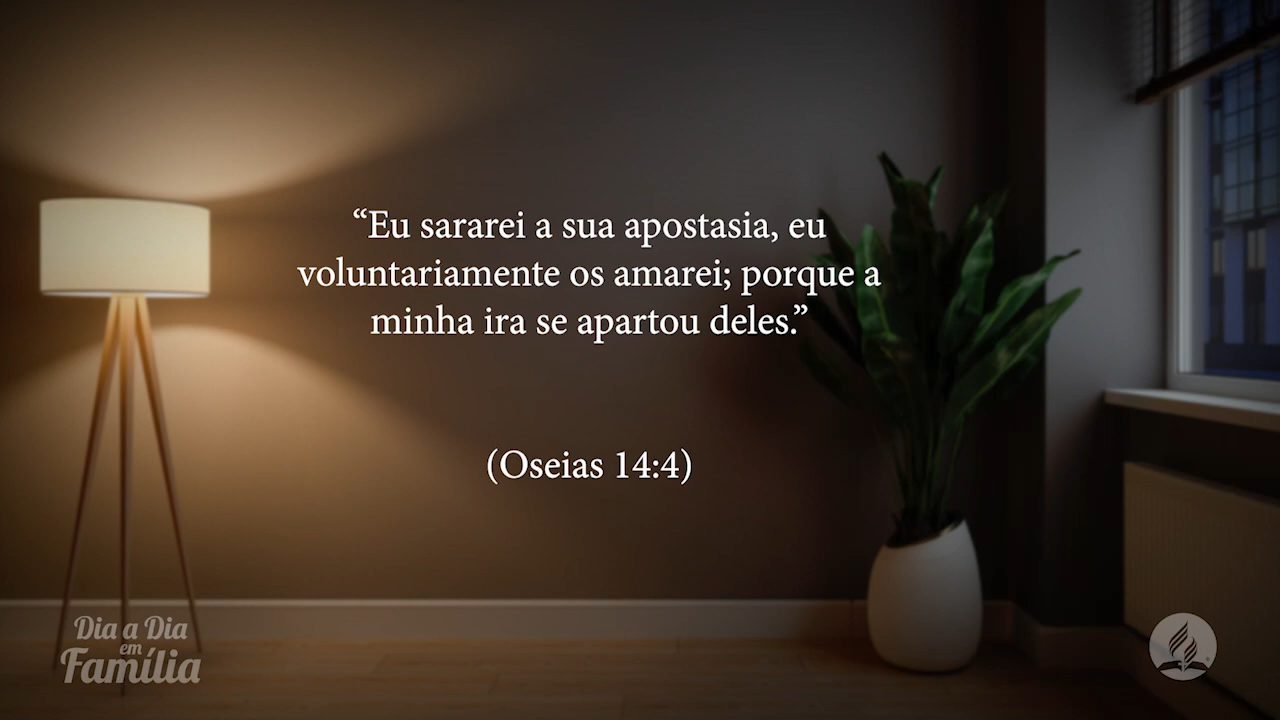 “Eu sararei a sua apostasia, eu
voluntariamente os amarei; porque a
minha ira se apartou deles.”
(Oseias 14:4)
Dia a Dia
em
Família